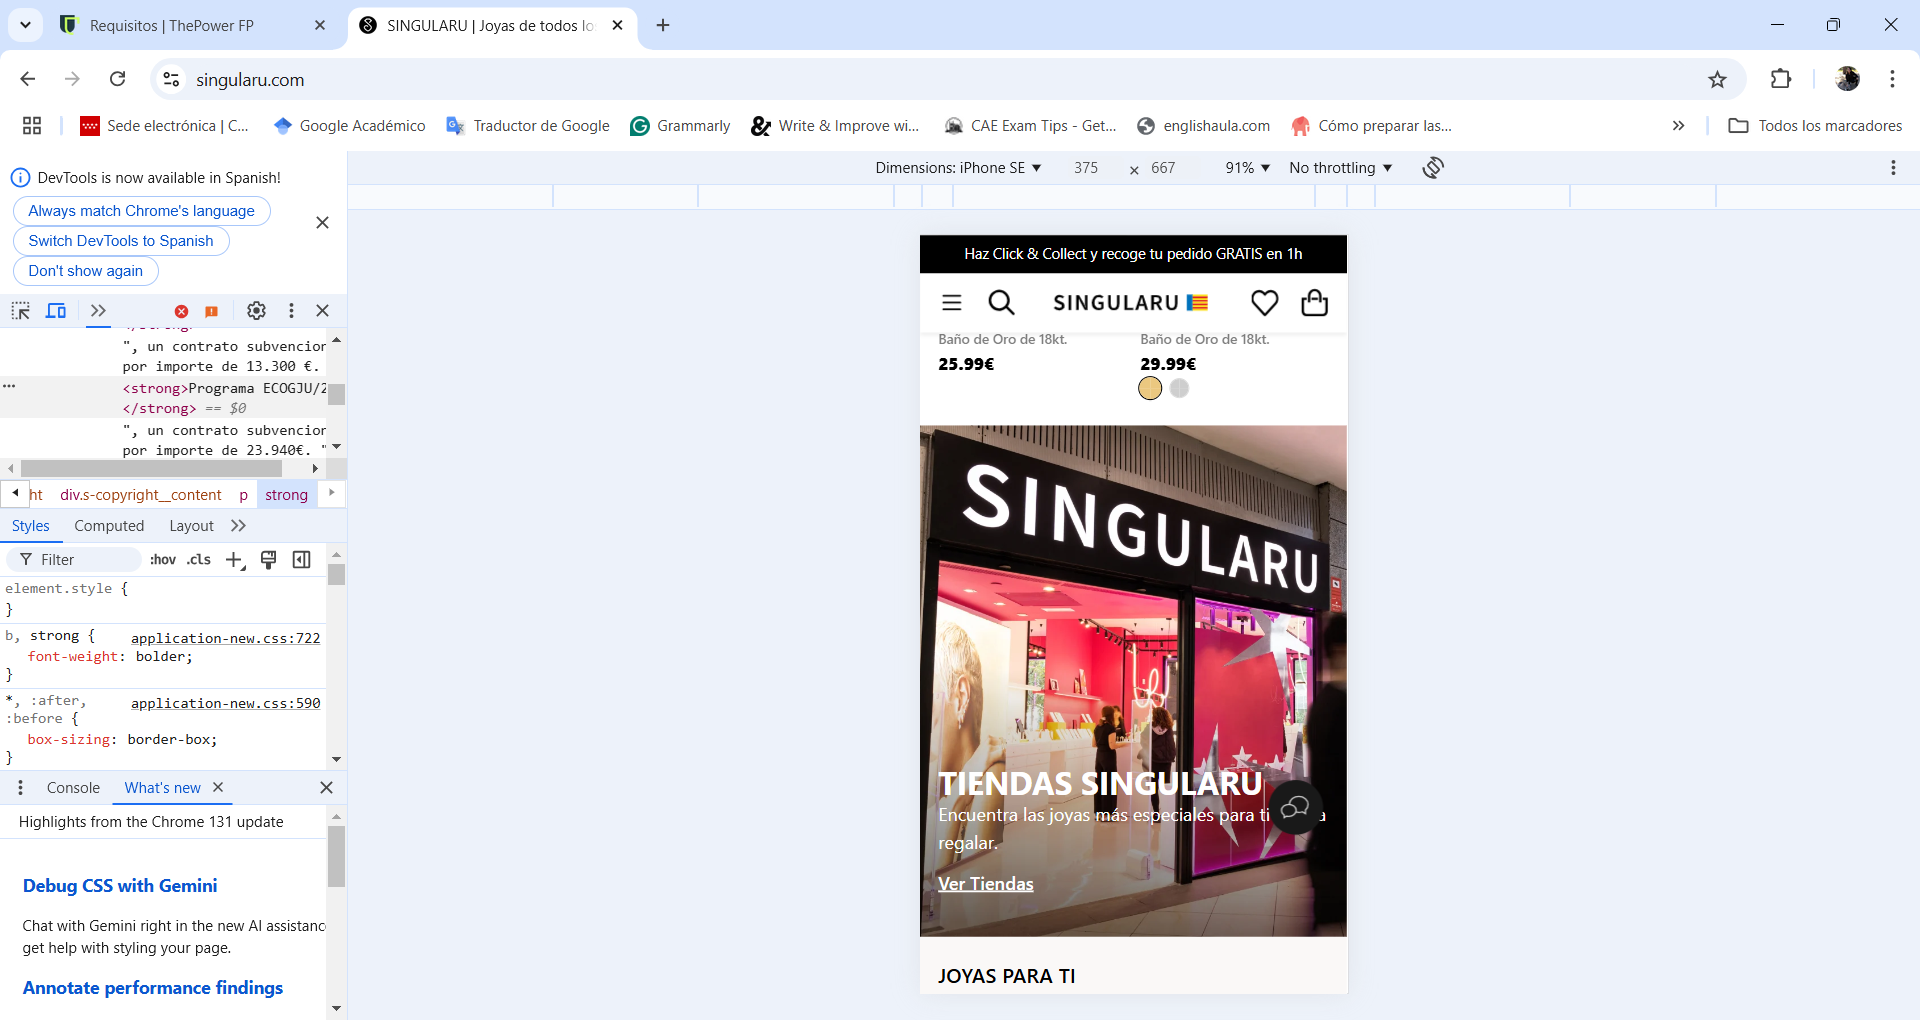 Requisitos | ThePower FP
SINGULARU | Joyas de todos lo
singularu.com
Sede electrónica | C...
Google Académico
Traductor de Google
Grammarly
Write & Improve wi...
CAE Exam Tips - Get...
englishaula.com
Cómo preparar las...
Todos los marcadores
DevTools is now available in Spanish!
Always match Chrome's language
Switch DevTools to Spanish
Don't show again
Dimensions: iPhone SE
375 × 667
91%
No throttling
</strong>
", un contrato subvencion
por importe de 13.300 €.
<strong>Programa ECOGJU/2
</strong> == $0
", un contrato subvencion
por importe de 23.940€. "
ht div.s-copyright__content p strong
Styles Computed Layout
Filter :hov .cls
element.style {
}
b, strong { application-new.css:722
font-weight: bolder;
}
*, :after, application-new.css:590
:before {
box-sizing: border-box;
}
Console What's new
Highlights from the Chrome 131 update
Debug CSS with Gemini
Chat with Gemini right in the new AI assistanc
get help with styling your page.
Annotate performance findings
Haz Click & Collect y recoge tu pedido GRATIS en 1h
SINGULARU
Baño de Oro de 18kt.
25.99€
Baño de Oro de 18kt.
29.99€
SINGULARU
TIENDAS SINGULARU
Encuentra las joyas más especiales para ti a
regalar.
Ver Tiendas
JOYAS PARA TI